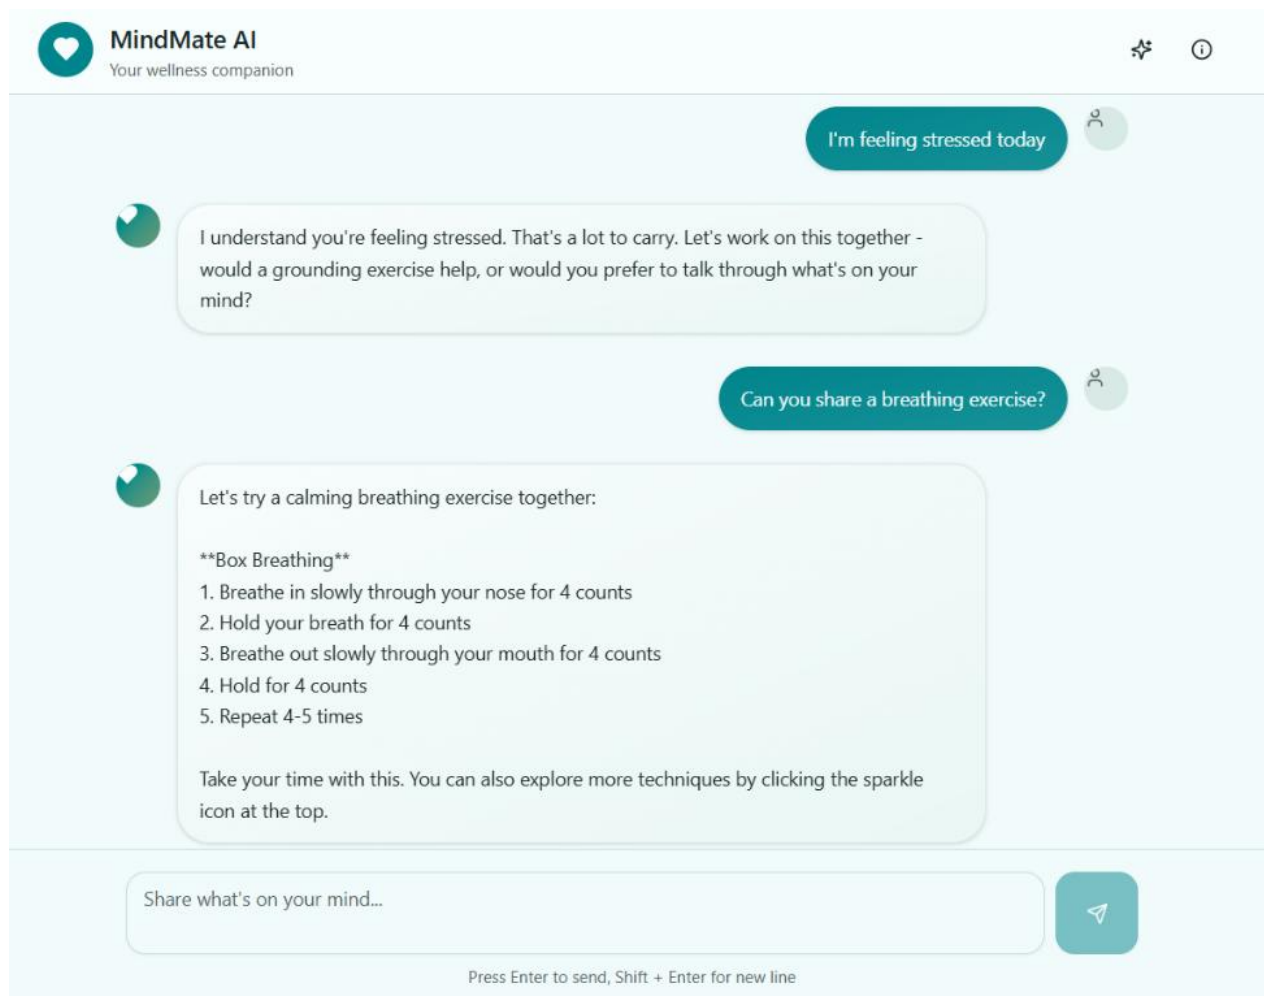 MindMate AI
Your wellness companion
I'm feeling stressed today
I understand you're feeling stressed. That's a lot to carry. Let's work on this together -
would a grounding exercise help, or would you prefer to talk through what's on your
mind?
Can you share a breathing exercise?
Let's try a calming breathing exercise together:
**Box Breathing**
1. Breathe in slowly through your nose for 4 counts
2. Hold your breath for 4 counts
3. Breathe out slowly through your mouth for 4 counts
4. Hold for 4 counts
5. Repeat 4-5 times
Take your time with this. You can also explore more techniques by clicking the sparkle
icon at the top.
Share what's on your mind...
Press Enter to send, Shift + Enter for new line